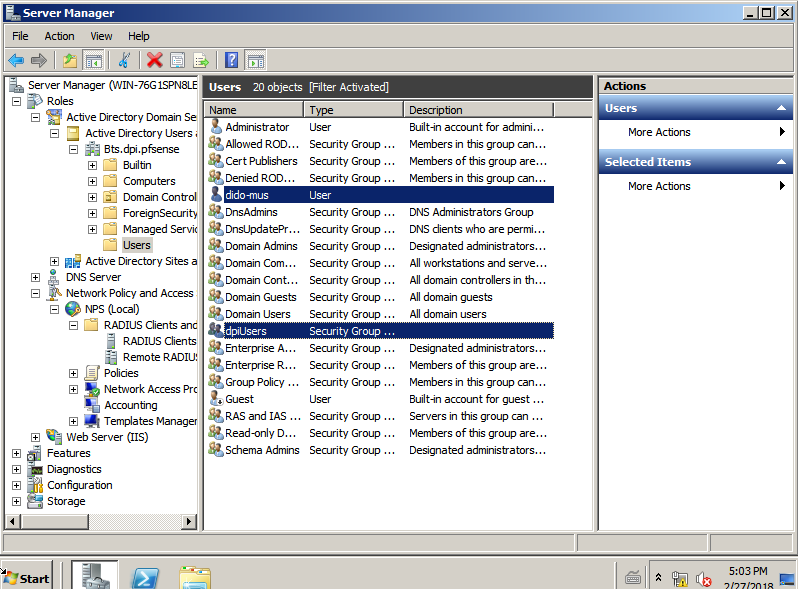 Server Manager
File Action View Help
Server Manager (WIN-76G1SPN8LE
Roles
Active Directory Domain Se
Active Directory Users a
Bts.dpi.pfsense
Builtin
Computers
Domain Control
ForeignSecurity
Managed Servic
Users
Active Directory Sites a
DNS Server
Network Policy and Access
NPS (Local)
RADIUS Clients and
RADIUS Clients
Remote RADIUS
Policies
Network Access Pro
Accounting
Templates Manager
Web Server (IIS)
Features
Diagnostics
Configuration
Storage
Users 20 objects [Filter Activated]
Name Type Description
Administrator User Built-in account for admini...
Allowed ROD... Security Group ... Members in this group can...
Cert Publishers Security Group ... Members of this group are...
Denied ROD... Security Group ... Members in this group can...
dido-mus User
DnsAdmins Security Group ... DNS Administrators Group
DnsUpdatePr... Security Group ... DNS clients who are permi...
Domain Admins Security Group ... Designated administrators...
Domain Com... Security Group ... All workstations and serve...
Domain Cont... Security Group ... All domain controllers in th...
Domain Guests Security Group ... All domain guests
Domain Users Security Group ... All domain users
dpiUsers Security Group ...
Enterprise A... Security Group ... Designated administrators...
Enterprise R... Security Group ... Members of this group are...
Group Policy ... Security Group ... Members in this group can...
Guest User Built-in account for guest ...
RAS and IAS ... Security Group ... Servers in this group can ...
Read-only D... Security Group ... Members of this group are...
Schema Admins Security Group ... Designated administrators...
Actions
Users
More Actions
Selected Items
More Actions
Start
5:03 PM
2/27/2018